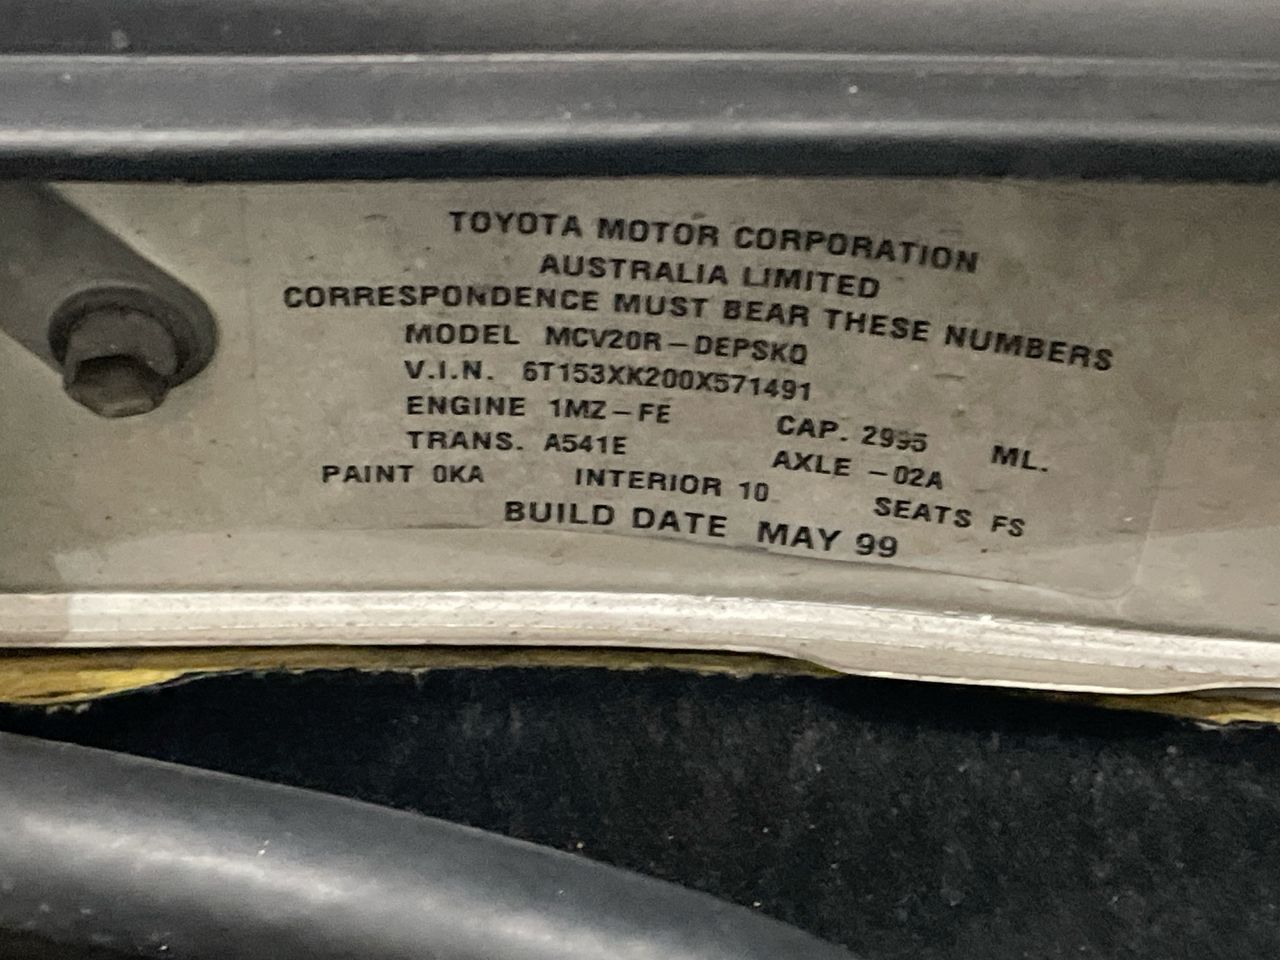 TOYOTA MOTOR CORPORATION
AUSTRALIA LIMITED
CORRESPONDENCE MUST BEAR THESE NUMBERS
MODEL MCV20R-DEPSKQ
V.I.N. 6T153XK200X571491
ENGINE 1MZ-FE CAP. 2995 ML.
TRANS. A541E AXLE -02A
PAINT 0KA INTERIOR 10 SEATS FS
BUILD DATE MAY 99